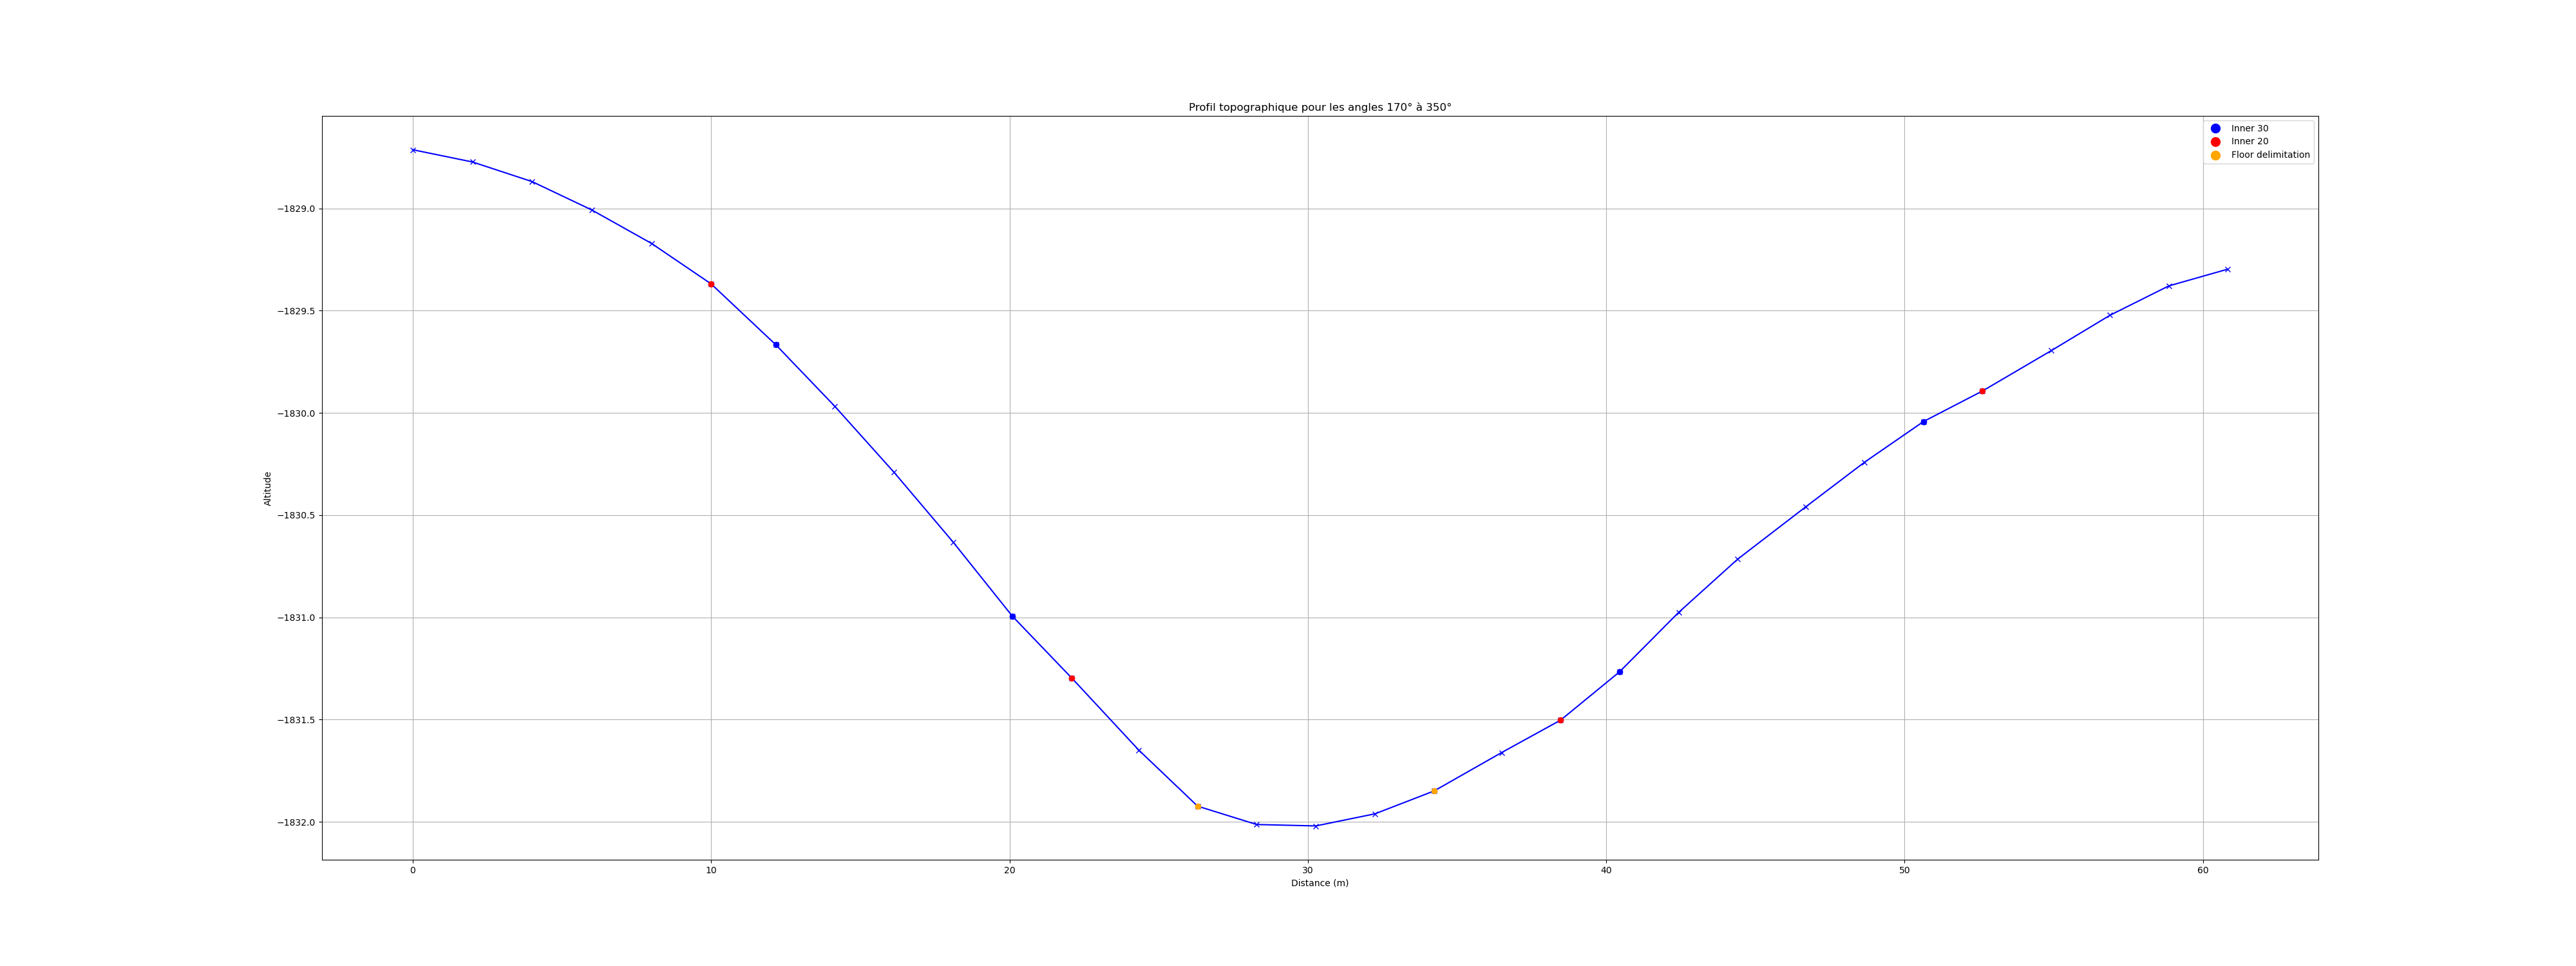 Profil topographique pour les angles 170° à 350°
Inner 30
Inner 20
Floor delimitation
Altitude
−1829.0
−1829.5
−1830.0
−1830.5
−1831.0
−1831.5
−1832.0
0 10 20 30 40 50 60
Distance (m)